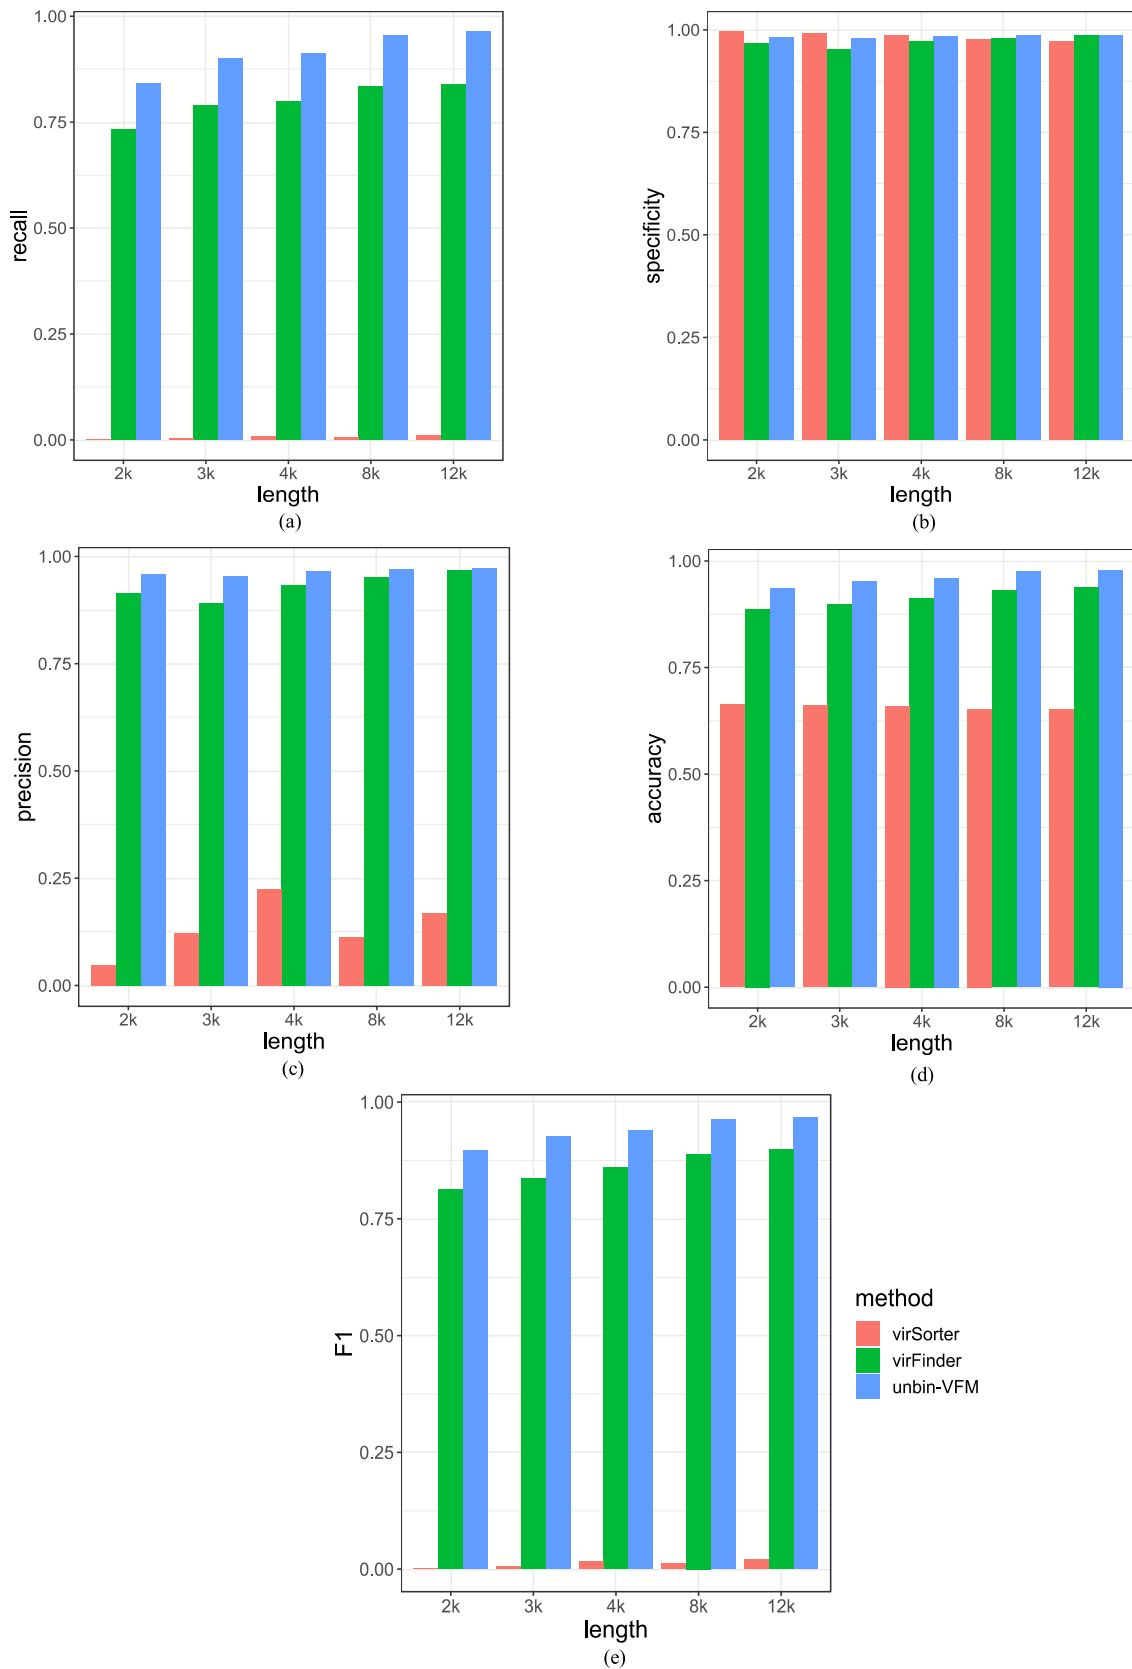 1.00
0.75
0.50
0.25
0.00
recall
2k 3k 4k 8k 12k
length
(a)
1.00
0.75
0.50
0.25
0.00
specificity
2k 3k 4k 8k 12k
length
(b)
1.00
0.75
0.50
0.25
0.00
precision
2k 3k 4k 8k 12k
length
(c)
1.00
0.75
0.50
0.25
0.00
accuracy
2k 3k 4k 8k 12k
length
(d)
1.00
0.75
0.50
0.25
0.00
F1
2k 3k 4k 8k 12k
length
(e)
method
virSorter
virFinder
unbin-VFM